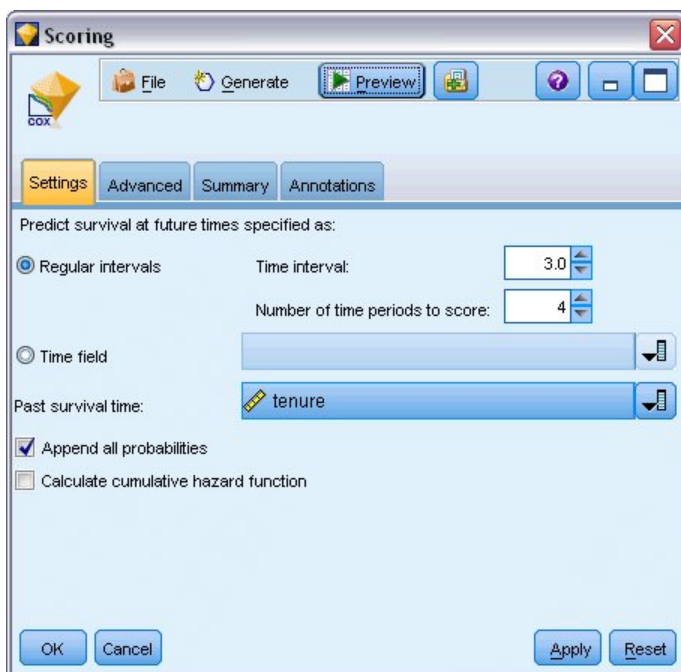 Scoring
File Generate Preview
COX
Settings Advanced Summary Annotations
Predict survival at future times specified as:
Regular intervals Time interval: 3.0
Number of time periods to score: 4
Time field
Past survival time: tenure
Append all probabilities
Calculate cumulative hazard function
OK Cancel Apply Reset